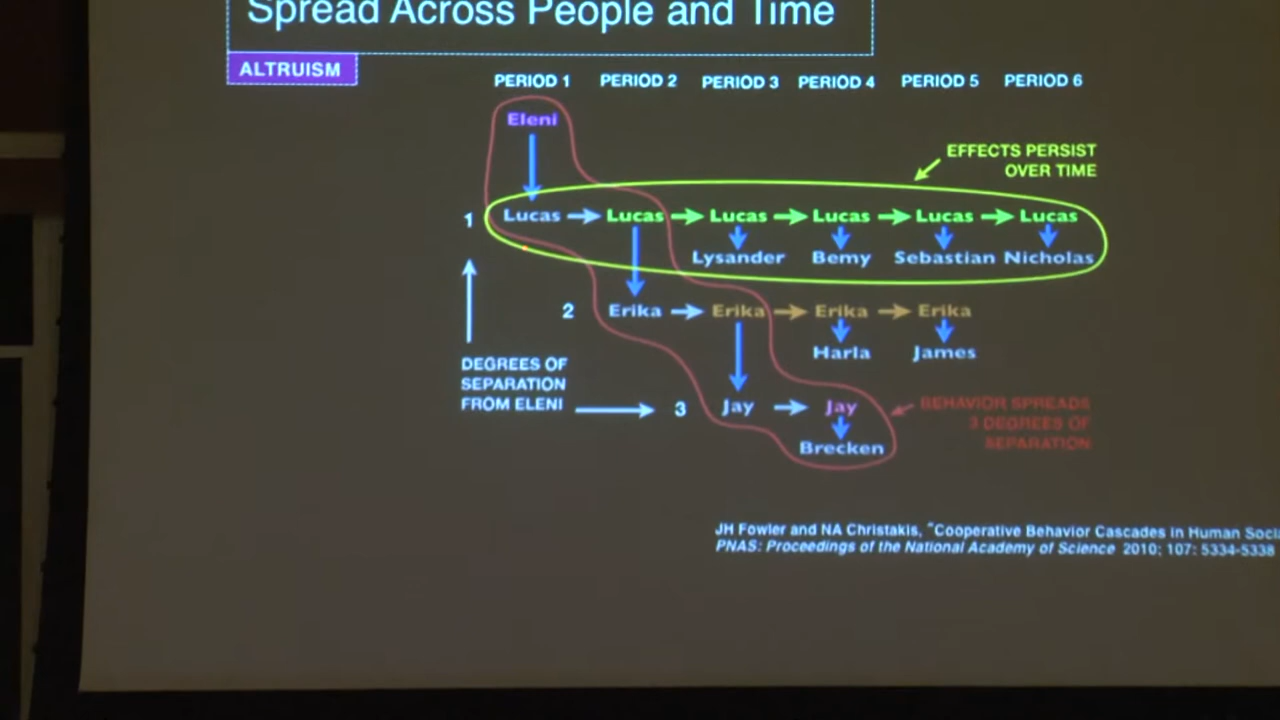 Spread Across People and Time
ALTRUISM
PERIOD 1 PERIOD 2 PERIOD 3 PERIOD 4 PERIOD 5 PERIOD 6
Eleni
EFFECTS PERSIST
OVER TIME
1 Lucas Lucas Lucas Lucas Lucas Lucas
Lysander Bemy Sebastian Nicholas
2 Erika Erika Erika Erika
Harla James
DEGREES OF
SEPARATION
FROM ELENI
3 Jay Jay
BEHAVIOR SPREADS
3 DEGREES OF
SEPARATION
Brecken
JH Fowler and NA Christakis, "Cooperative Behavior Cascades in Human
PNAS: Proceedings of the National Academy of Science 2010; 107: 5334-5338